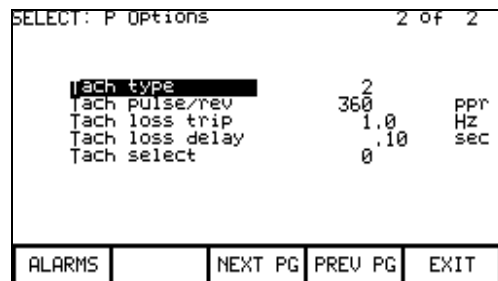 SELECT: P Options 2 of 2
Tach type 2
Tach pulse/rev 360 ppr
Tach loss trip 1.0 Hz
Tach loss delay .10 sec
Tach select 0
ALARMS NEXT PG PREV PG EXIT